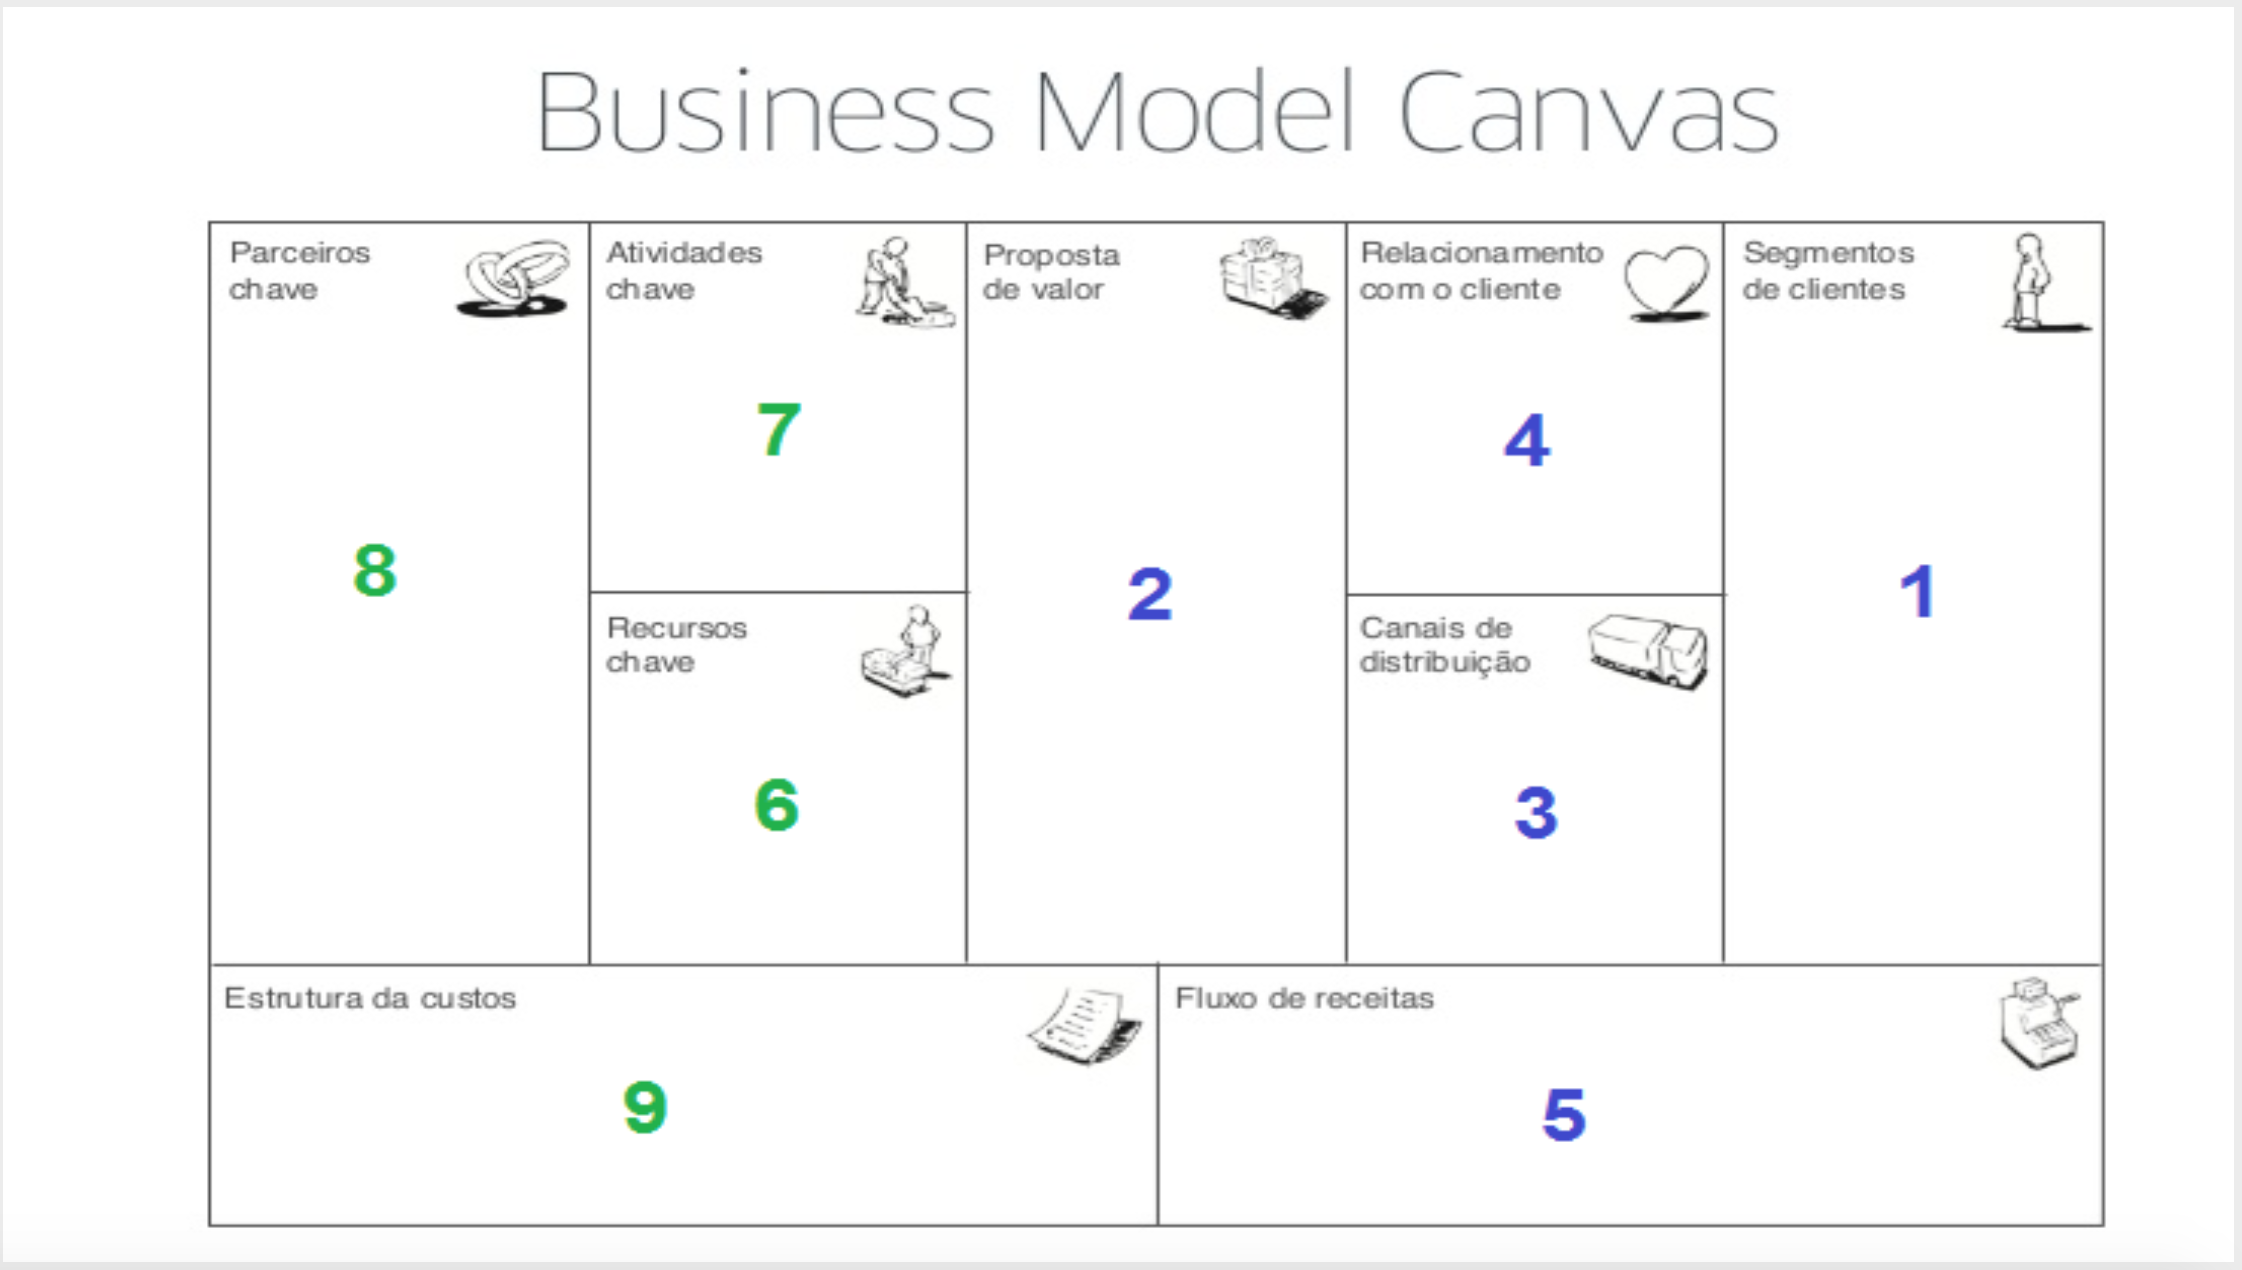 Business Model Canvas
Parceiros
chave
8
Atividades
chave
7
Recursos
chave
6
Proposta
de valor
2
Relacionamento
com o cliente
4
Canais de
distribuição
3
Segmentos
de clientes
1
Estrutura da custos
9
Fluxo de receitas
5